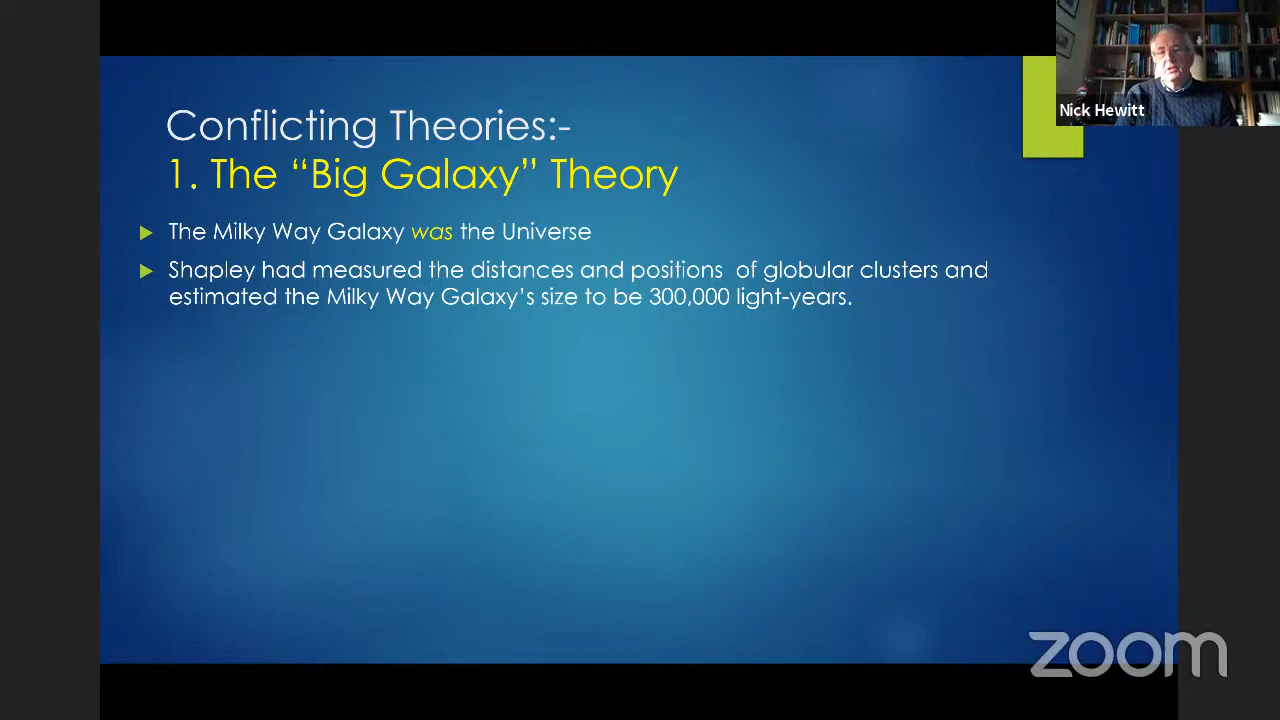 Conflicting Theories:-
1. The “Big Galaxy” Theory
The Milky Way Galaxy was the Universe
Shapley had measured the distances and positions  of globular clusters and
estimated the Milky Way Galaxy’s size to be 300,000 light-years.
Nick Hewitt
zoom